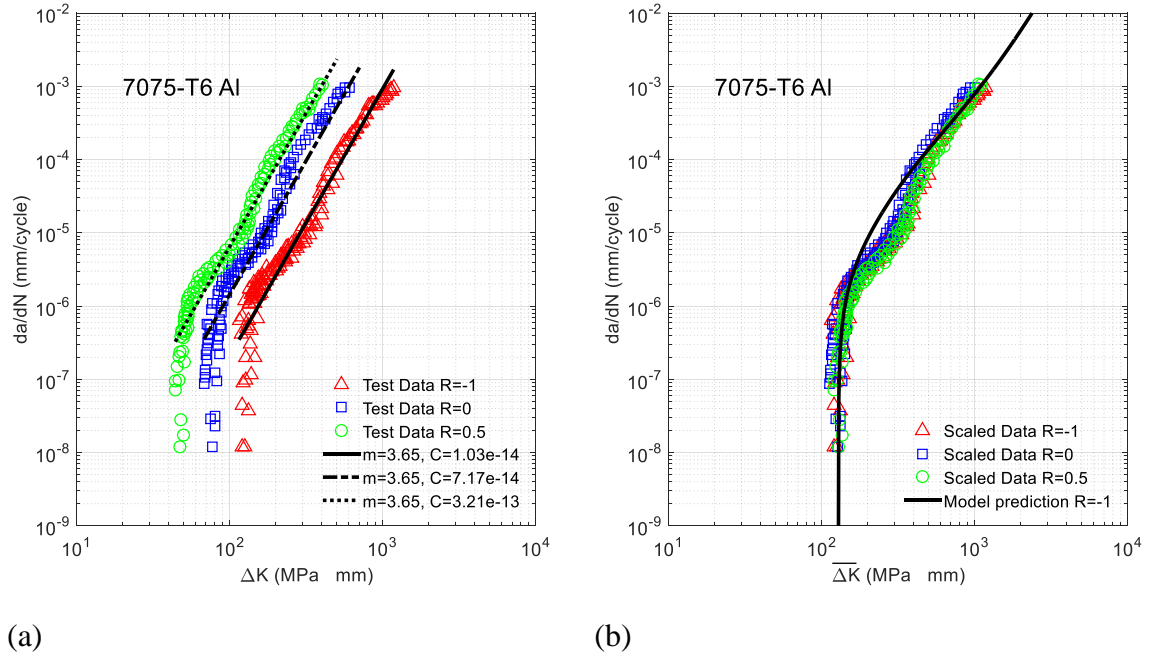 10^-2
10^-3
10^-4
10^-5
10^-6
10^-7
10^-8
10^-9
da/dN (mm/cycle)
7075-T6 Al
Test Data R=-1
Test Data R=0
Test Data R=0.5
m=3.65, C=1.03e-14
m=3.65, C=7.17e-14
m=3.65, C=3.21e-13
10^1 10^2 10^3 10^4
ΔK (MPa mm)
(a)
10^-2
10^-3
10^-4
10^-5
10^-6
10^-7
10^-8
10^-9
da/dN (mm/cycle)
7075-T6 Al
Scaled Data R=-1
Scaled Data R=0
Scaled Data R=0.5
Model prediction R=-1
10^1 10^2 10^3 10^4
Δ̅K̅ (MPa mm)
(b)